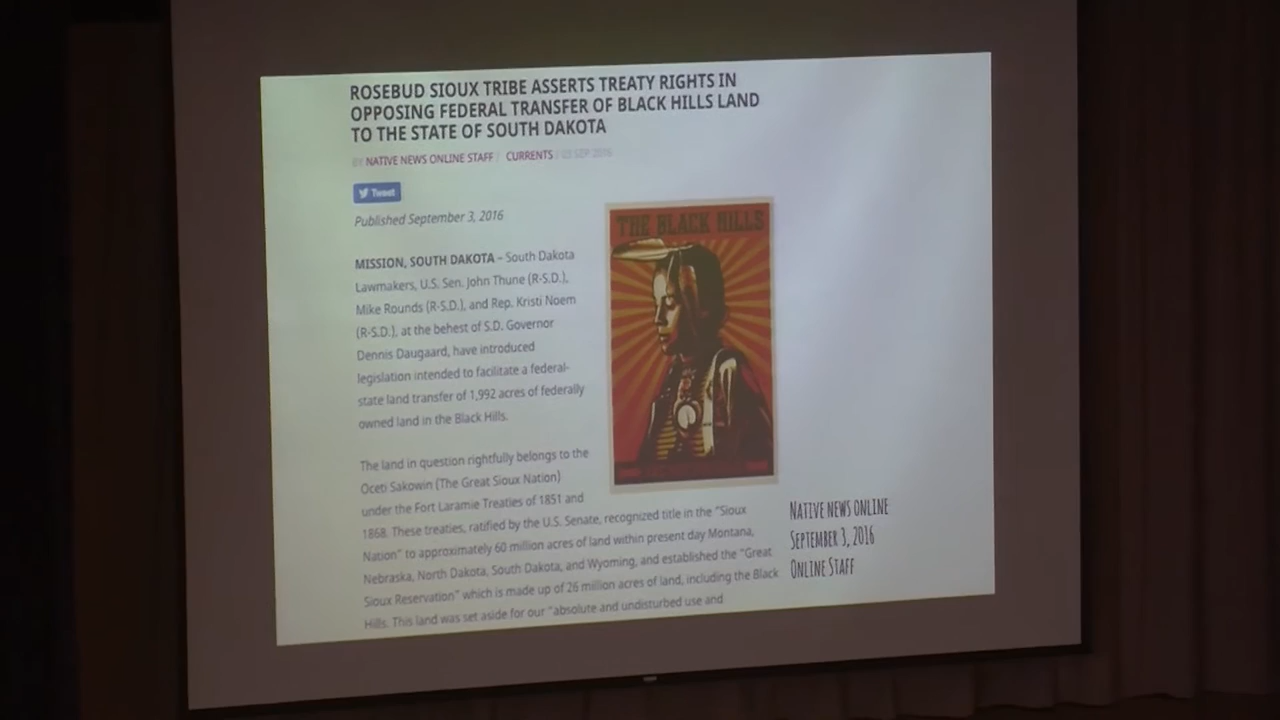 ROSEBUD SIOUX TRIBE ASSERTS TREATY RIGHTS IN
OPPOSING FEDERAL TRANSFER OF BLACK HILLS LAND
TO THE STATE OF SOUTH DAKOTA
BY NATIVE NEWS ONLINE STAFF / CURRENTS / 03 SEP 2016
Tweet
Published September 3, 2016
THE BLACK HILLS
MISSION, SOUTH DAKOTA – South Dakota
Lawmakers, U.S. Sen. John Thune (R-S.D.),
Mike Rounds (R-S.D.), and Rep. Kristi Noem
(R-S.D.), at the behest of S.D. Governor
Dennis Daugaard, have introduced
legislation intended to facilitate a federal-
state land transfer of 1,992 acres of federally
owned land in the Black Hills.
The land in question rightfully belongs to the
Oceti Sakowin (The Great Sioux Nation)
under the Fort Laramie Treaties of 1851 and
1868. These treaties, ratified by the U.S. Senate, recognized title in the "Sioux
Nation" to approximately 60 million acres of land within present day Montana,
Nebraska, North Dakota, South Dakota, and Wyoming, and established the "Great
Sioux Reservation" which is made up of 26 million acres of land, including the Black
Hills. This land was set aside for our "absolute and undisturbed use and
NATIVE NEWS ONLINE
SEPTEMBER 3, 2016
ONLINE STAFF